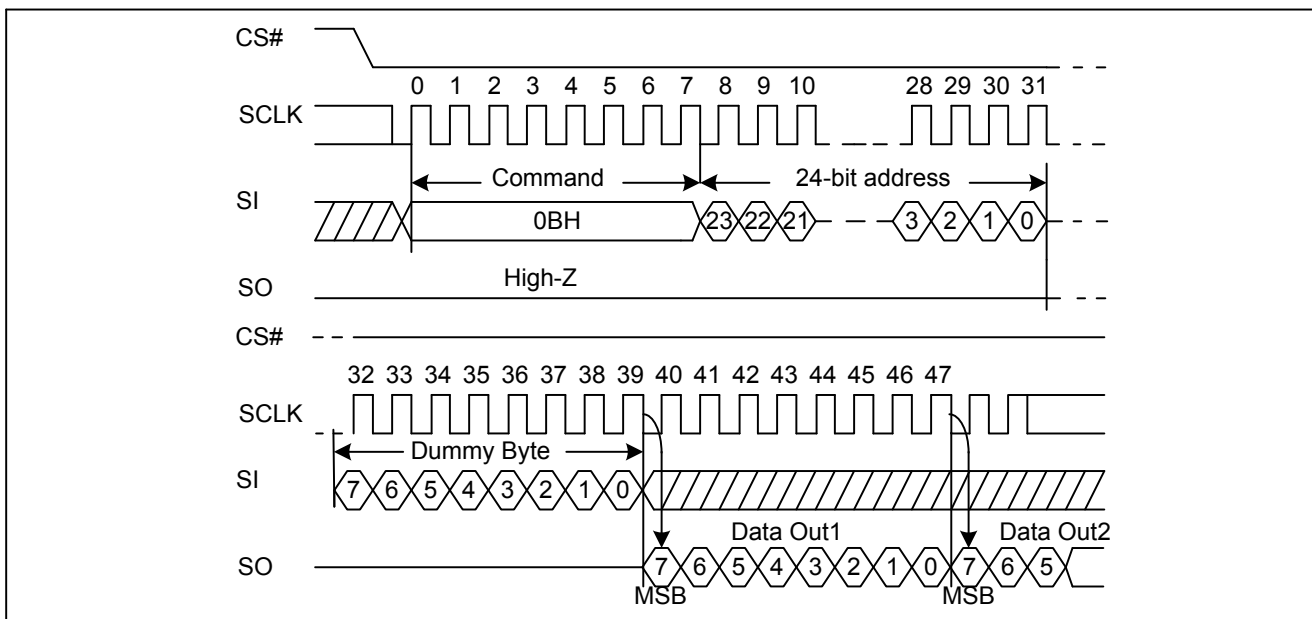 CS#
0 1 2 3 4 5 6 7 8 9 10 28 29 30 31
SCLK
Command 24-bit address
SI
0BH 23 22 21 3 2 1 0
High-Z
SO
CS#
32 33 34 35 36 37 38 39 40 41 42 43 44 45 46 47
SCLK
Dummy Byte
SI
7 6 5 4 3 2 1 0
Data Out1 Data Out2
SO
7 6 5 4 3 2 1 0 7 6 5
MSB MSB